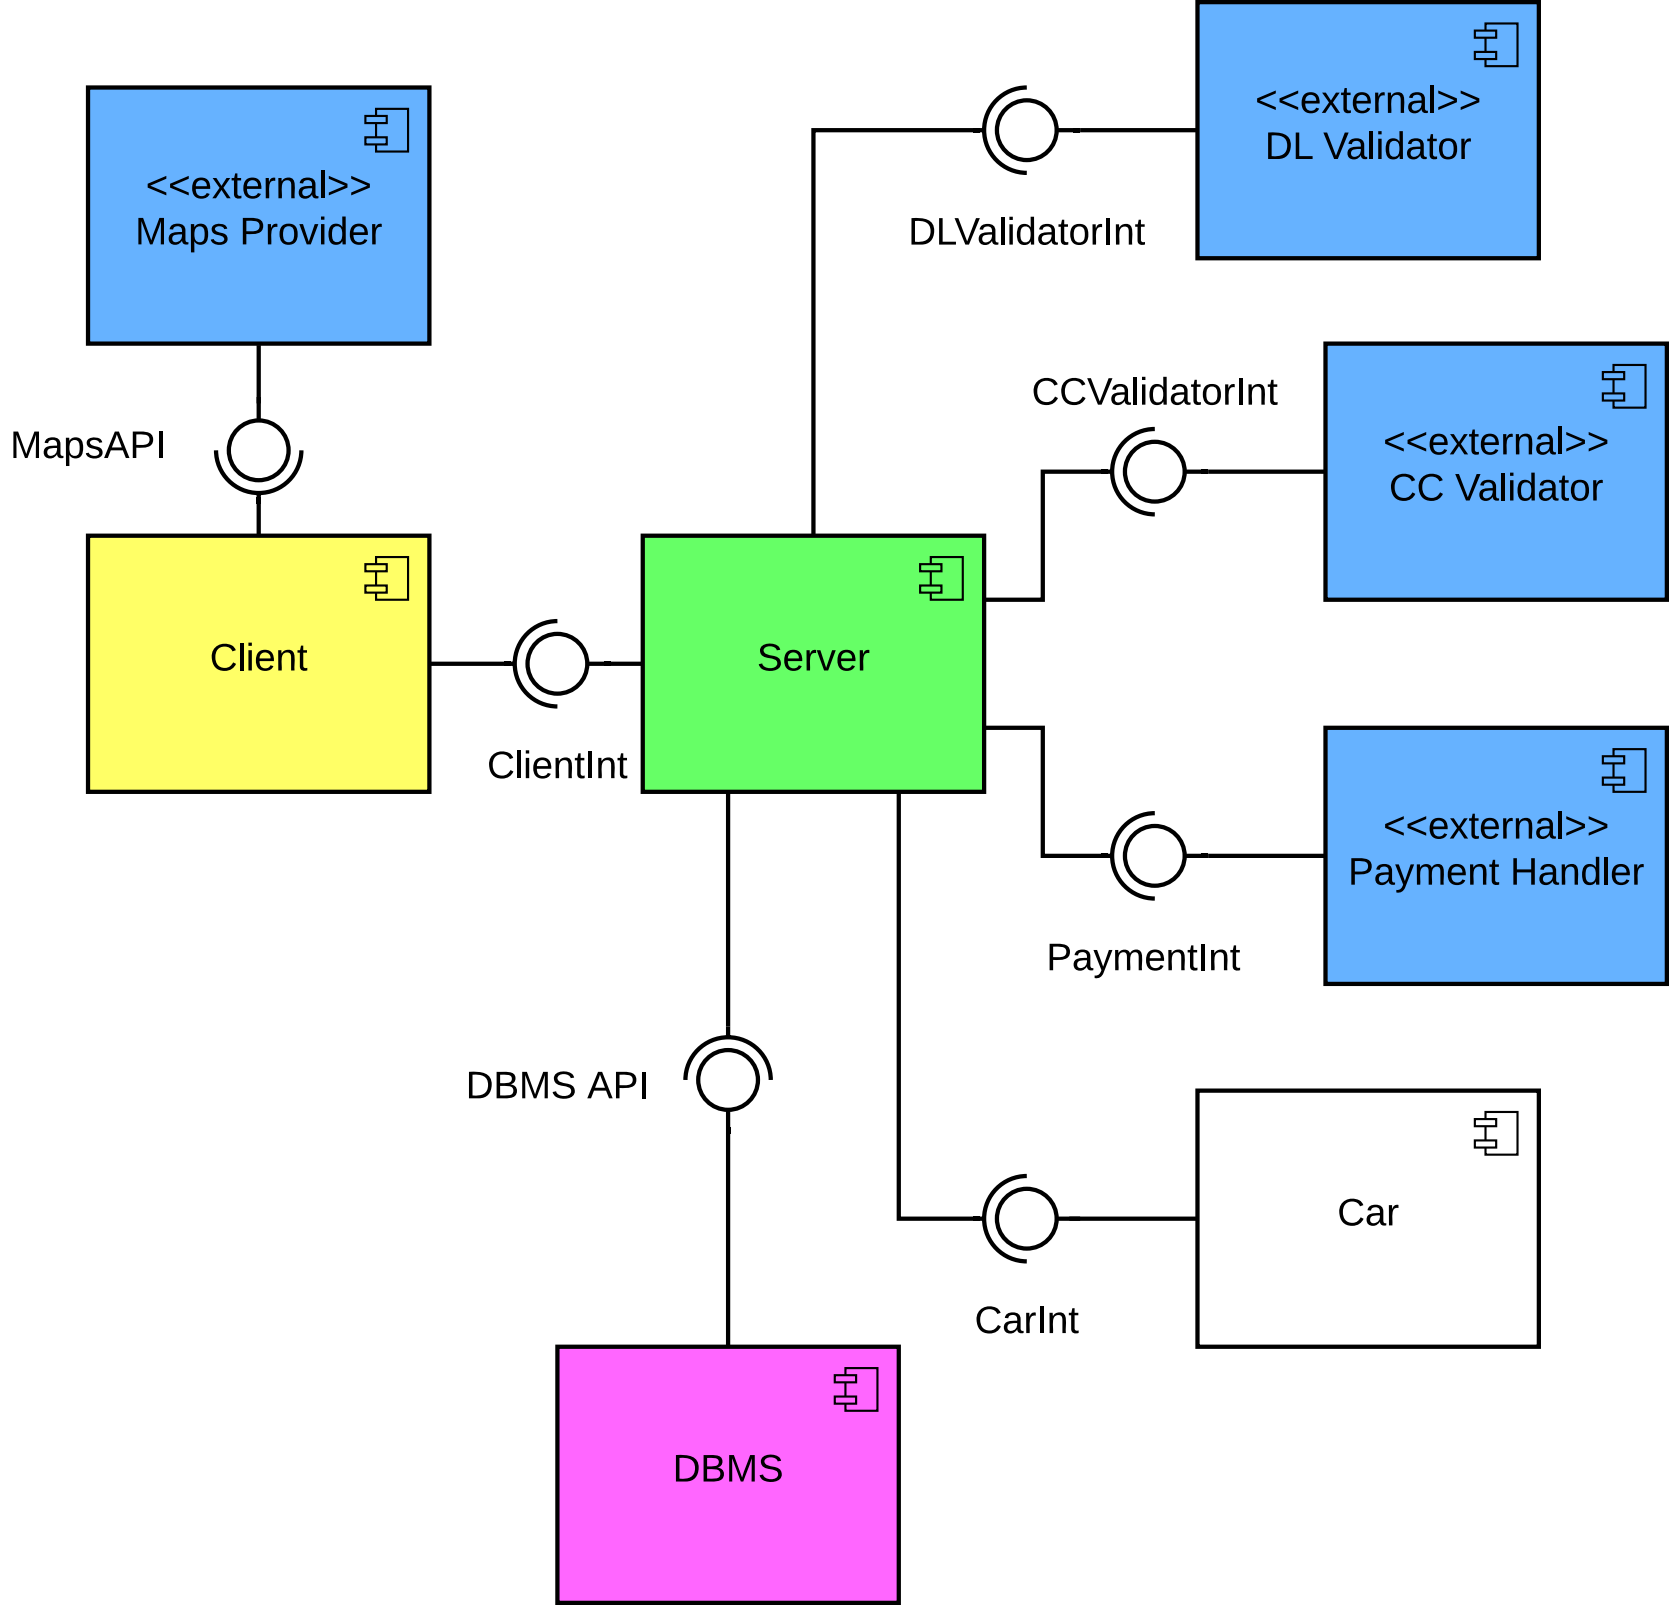 <<external>>
DL Validator
<<external>>
Maps Provider
DLValidatorInt
CCValidatorInt
MapsAPI
<<external>>
CC Validator
Client
Server
ClientInt
<<external>>
Payment Handler
PaymentInt
DBMS API
Car
CarInt
DBMS